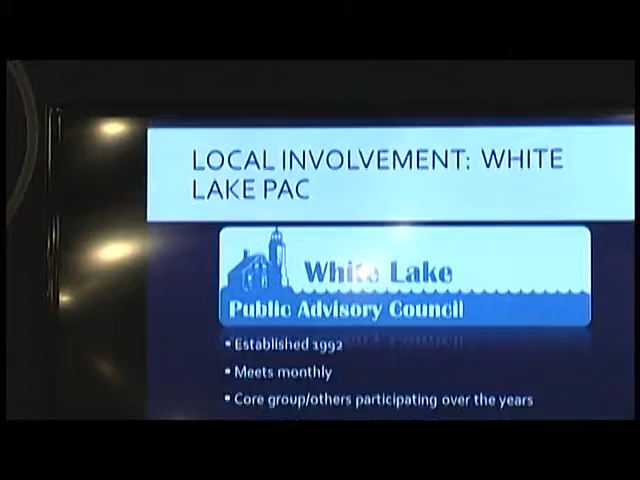 LOCAL INVOLVEMENT: WHITE
LAKE PAC
White Lake
Public Advisory Council
▪ Established 1992
▪ Meets monthly
▪ Core group/others participating over the years